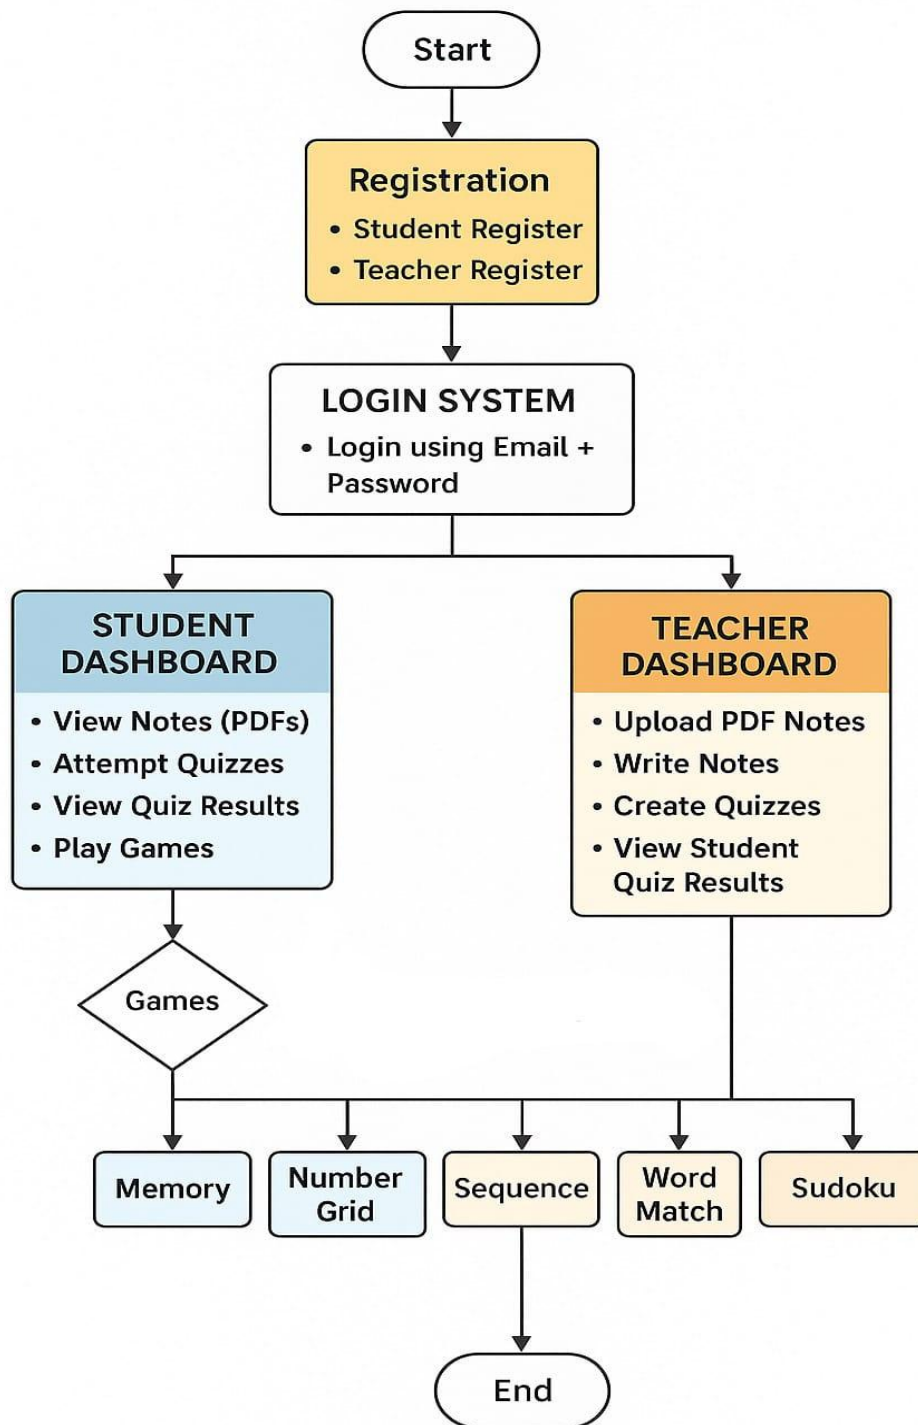 Start
Registration
• Student Register
• Teacher Register
LOGIN SYSTEM
• Login using Email +
Password
STUDENT
DASHBOARD
• View Notes (PDFs)
• Attempt Quizzes
• View Quiz Results
• Play Games
TEACHER
DASHBOARD
• Upload PDF Notes
• Write Notes
• Create Quizzes
• View Student
Quiz Results
Games
Memory
Number
Grid
Sequence
Word
Match
Sudoku
End